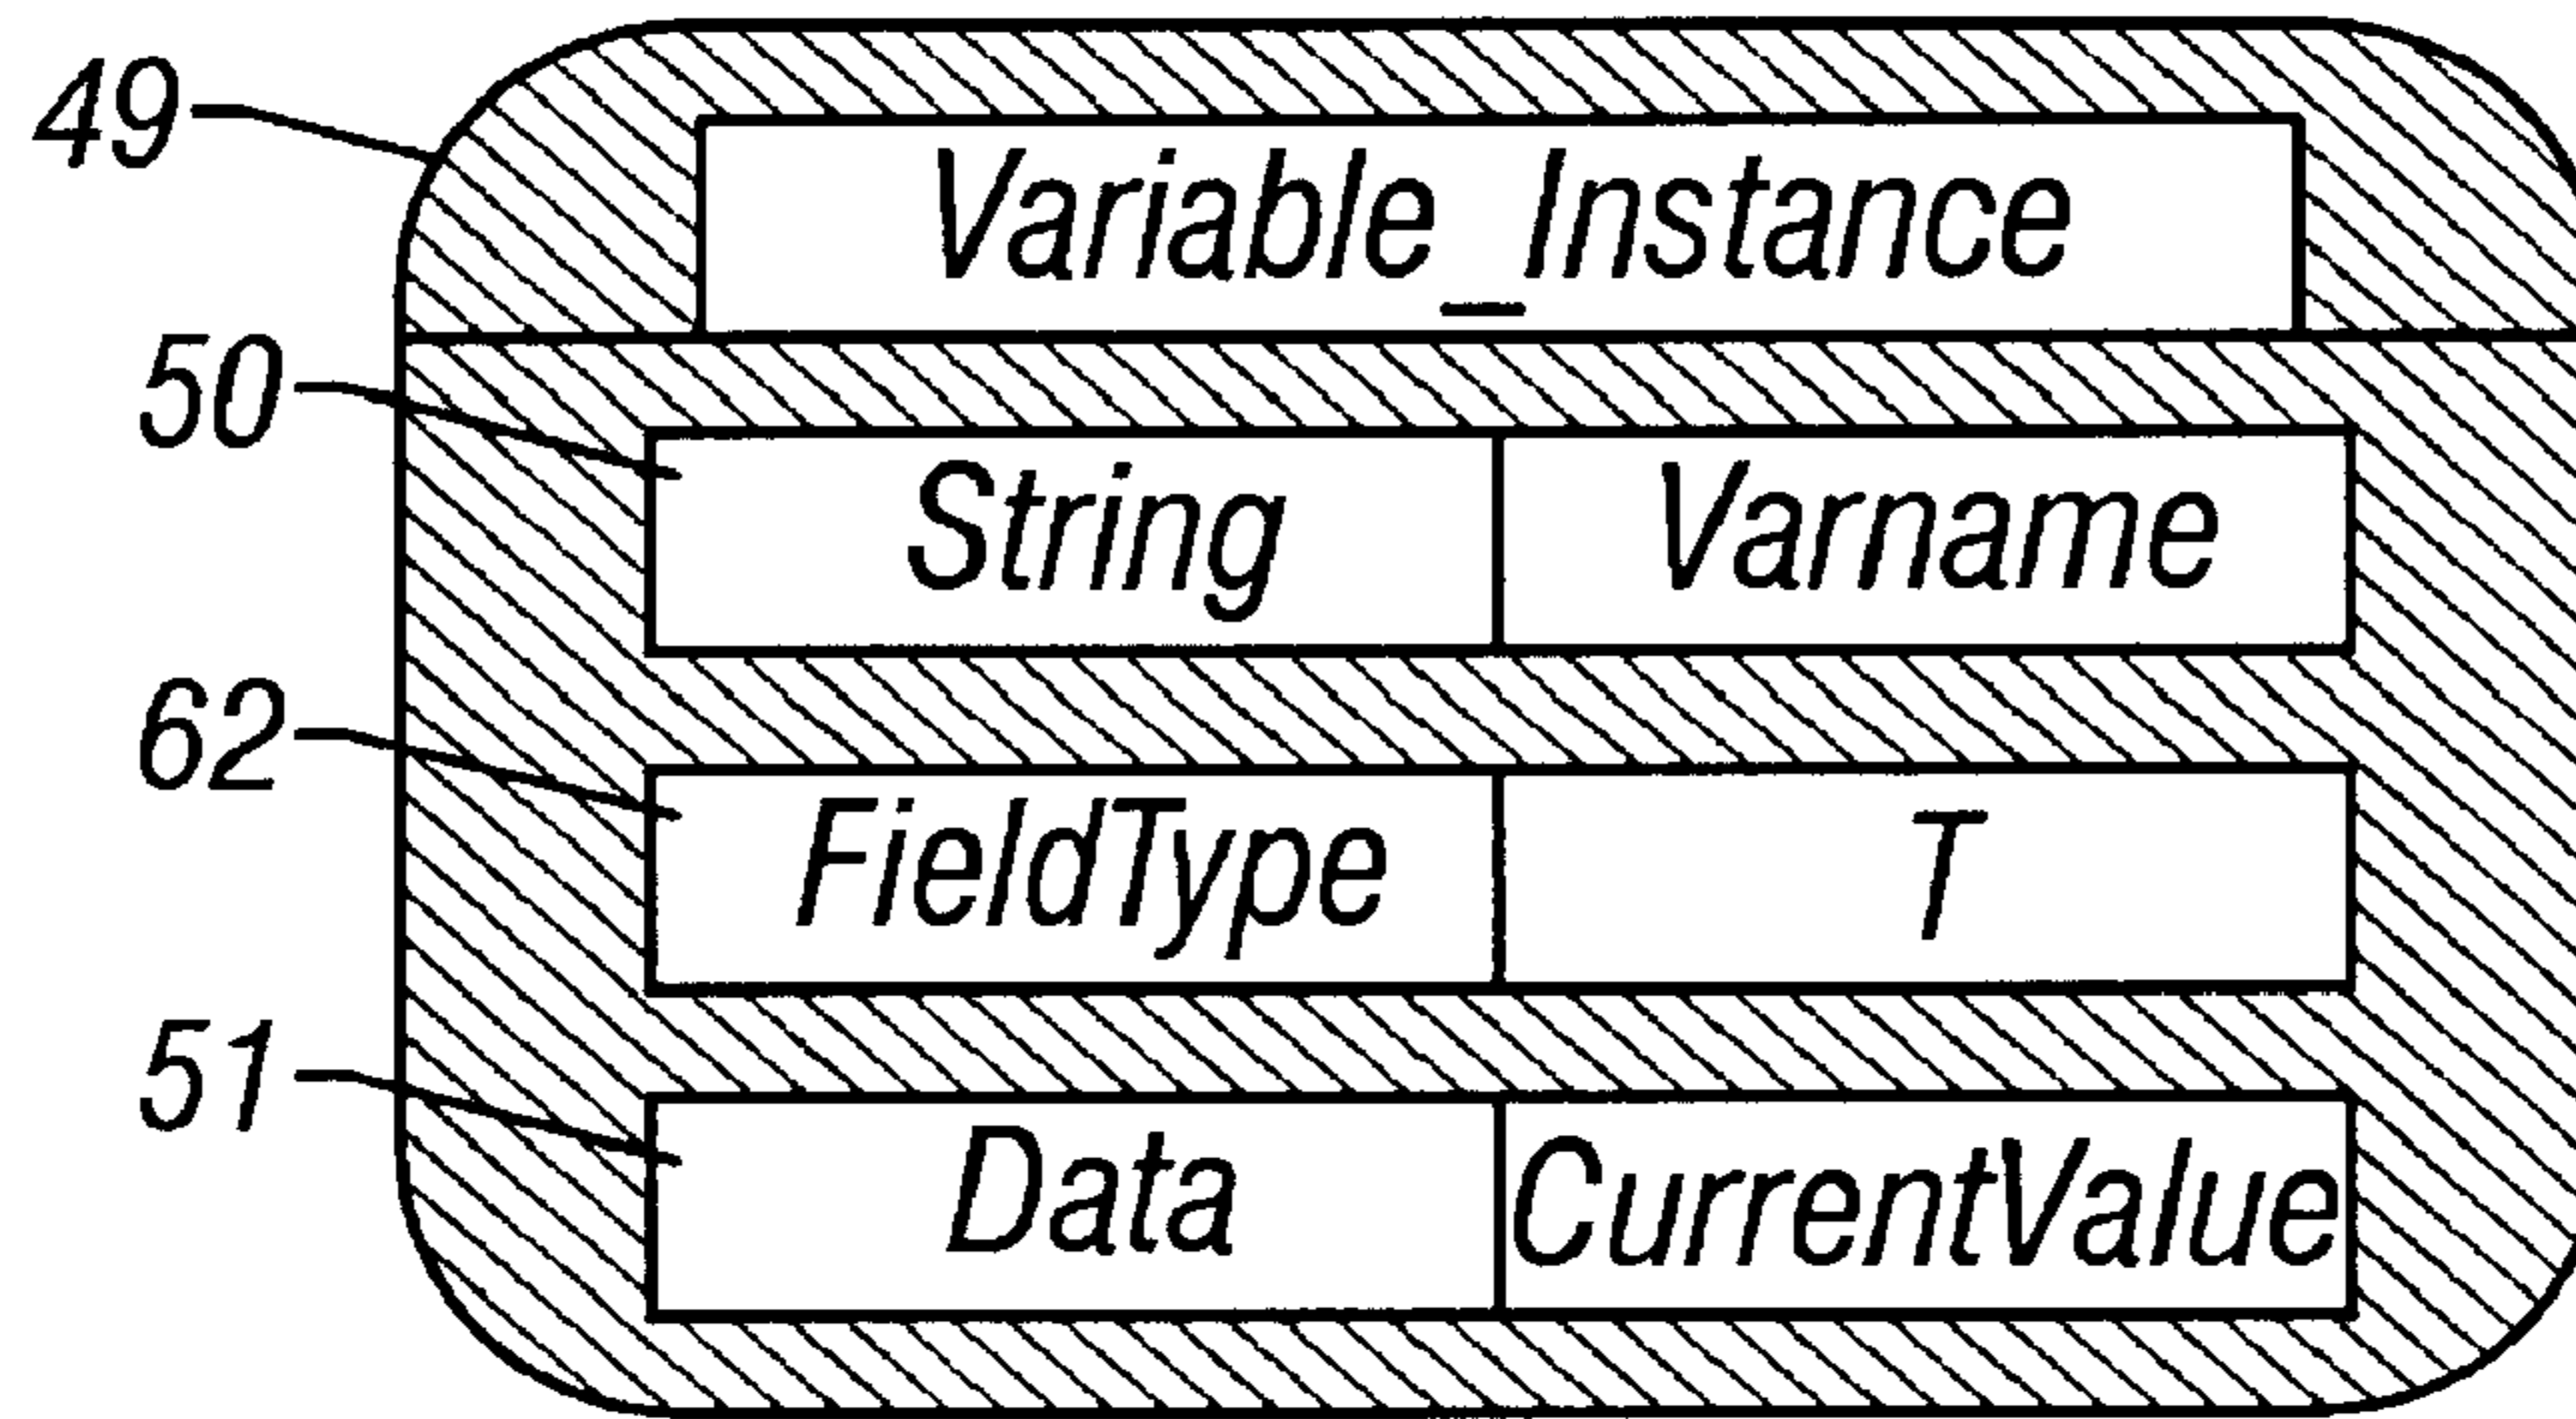 49 Variable_Instance
50 String Varname
62 FieldType T
51 Data CurrentValue